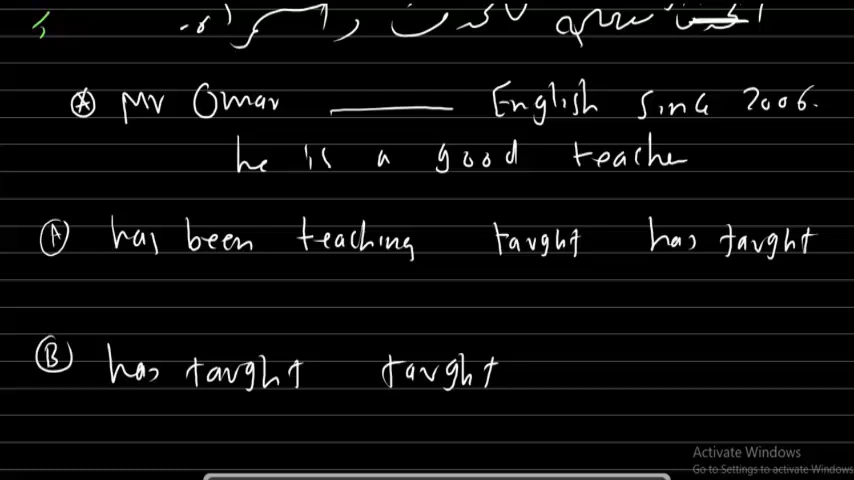 * Mr Omar ______ English since 2006.
he is a good teacher
A has been teaching taught has taught
B has taught taught
Activate Windows
Go to Settings to activate Windows